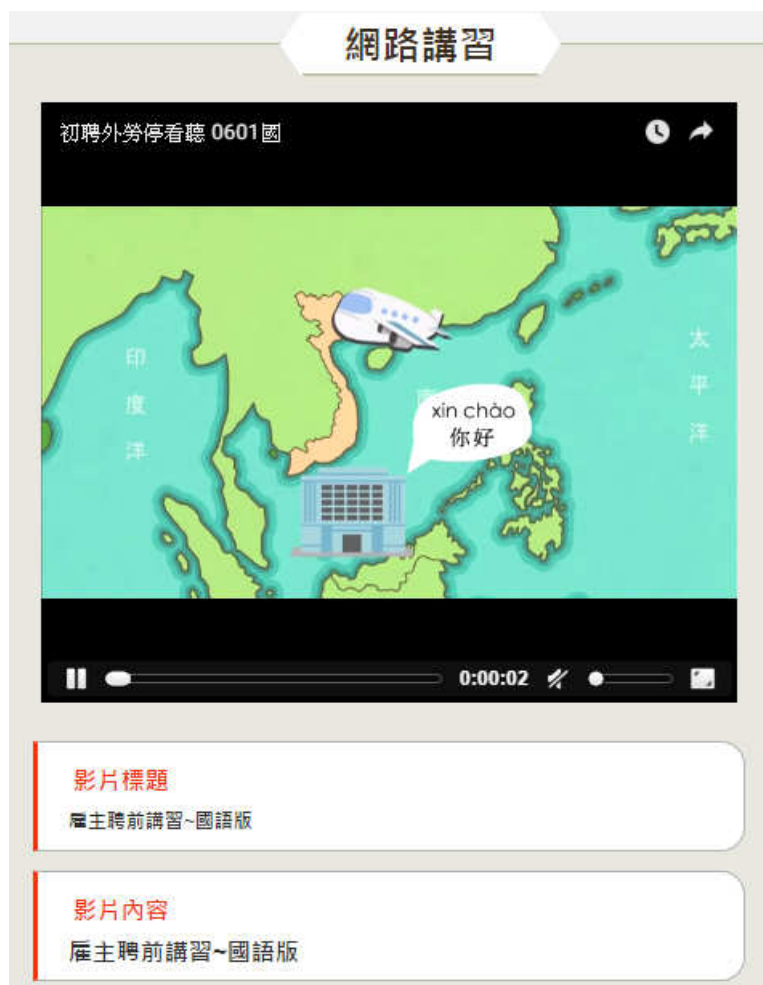 網路講習
初聘外勞停看聽 0601國
印度洋
太平洋
xin chào
你好
0:00:02
影片標題
雇主聘前講習~國語版
影片內容
雇主聘前講習~國語版